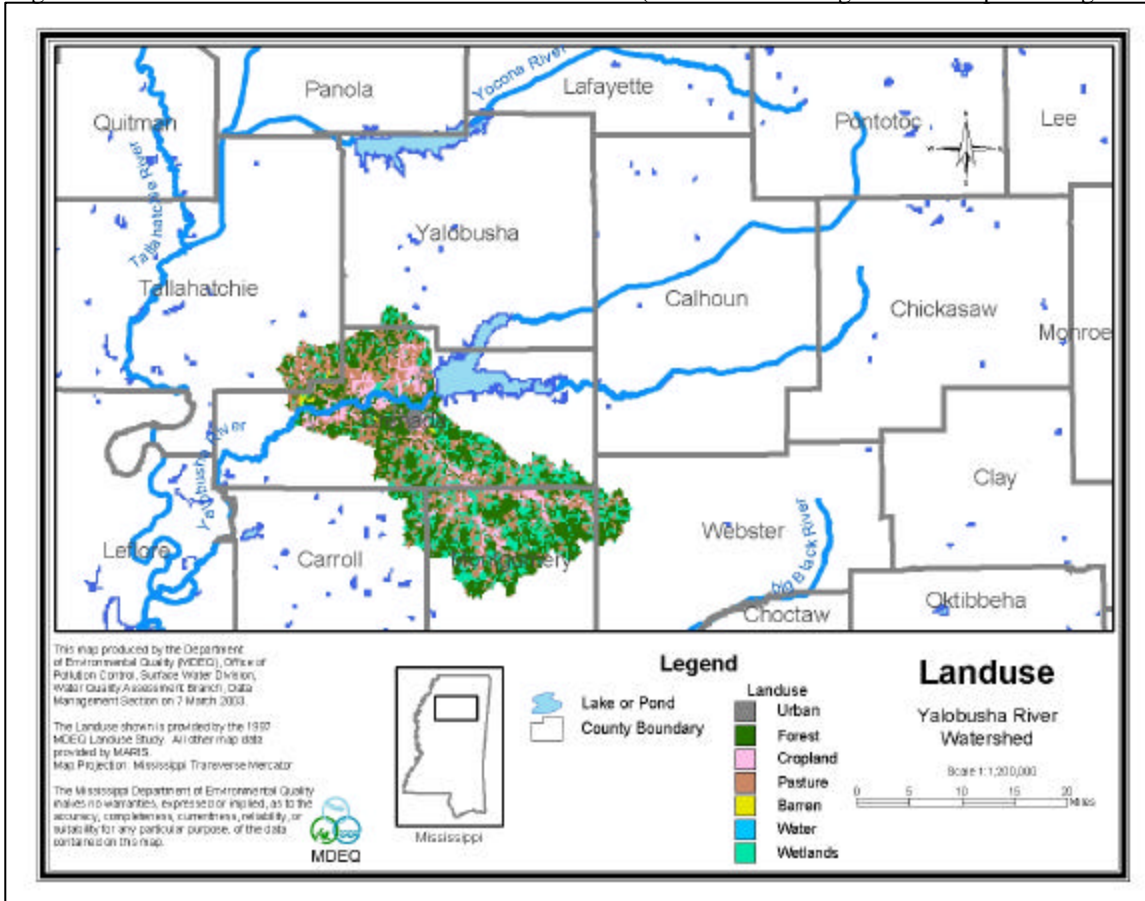 Panola
Yocona River
Lafayette
Quitman
Pontotoc
Lee
Tallahatchie River
Yalobusha
Tallahatchie
Calhoun
Chickasaw
Monroe
Yalobusha River
Clay
Webster
Big Black River
Leflore
Carroll
Montgomery
Choctaw
Oktibbeha
This map produced by the Department
of Environmental Quality (MDEQ), Office of
Pollution Control, Surface Water Division,
Water Quality Assessment Branch, Data
Management Section on 7 March 2003.
The Landuse shown is provided by the 1997
MDEQ Landuse Study. All other map data
provided by MARIS.
Map Projection: Mississippi Transverse Mercator
The Mississippi Department of Environmental Quality
makes no warranties, expressed or implied, as to the
accuracy, completeness, currentness, reliability, or
suitability for any particular purpose, of the data
contained on this map.
MDEQ
Mississippi
Legend
Lake or Pond
County Boundary
Landuse
Urban
Forest
Cropland
Pasture
Barren
Water
Wetlands
Landuse
Yalobusha River
Watershed
Scale 1:1,200,000
0 5 10 15 20
Miles